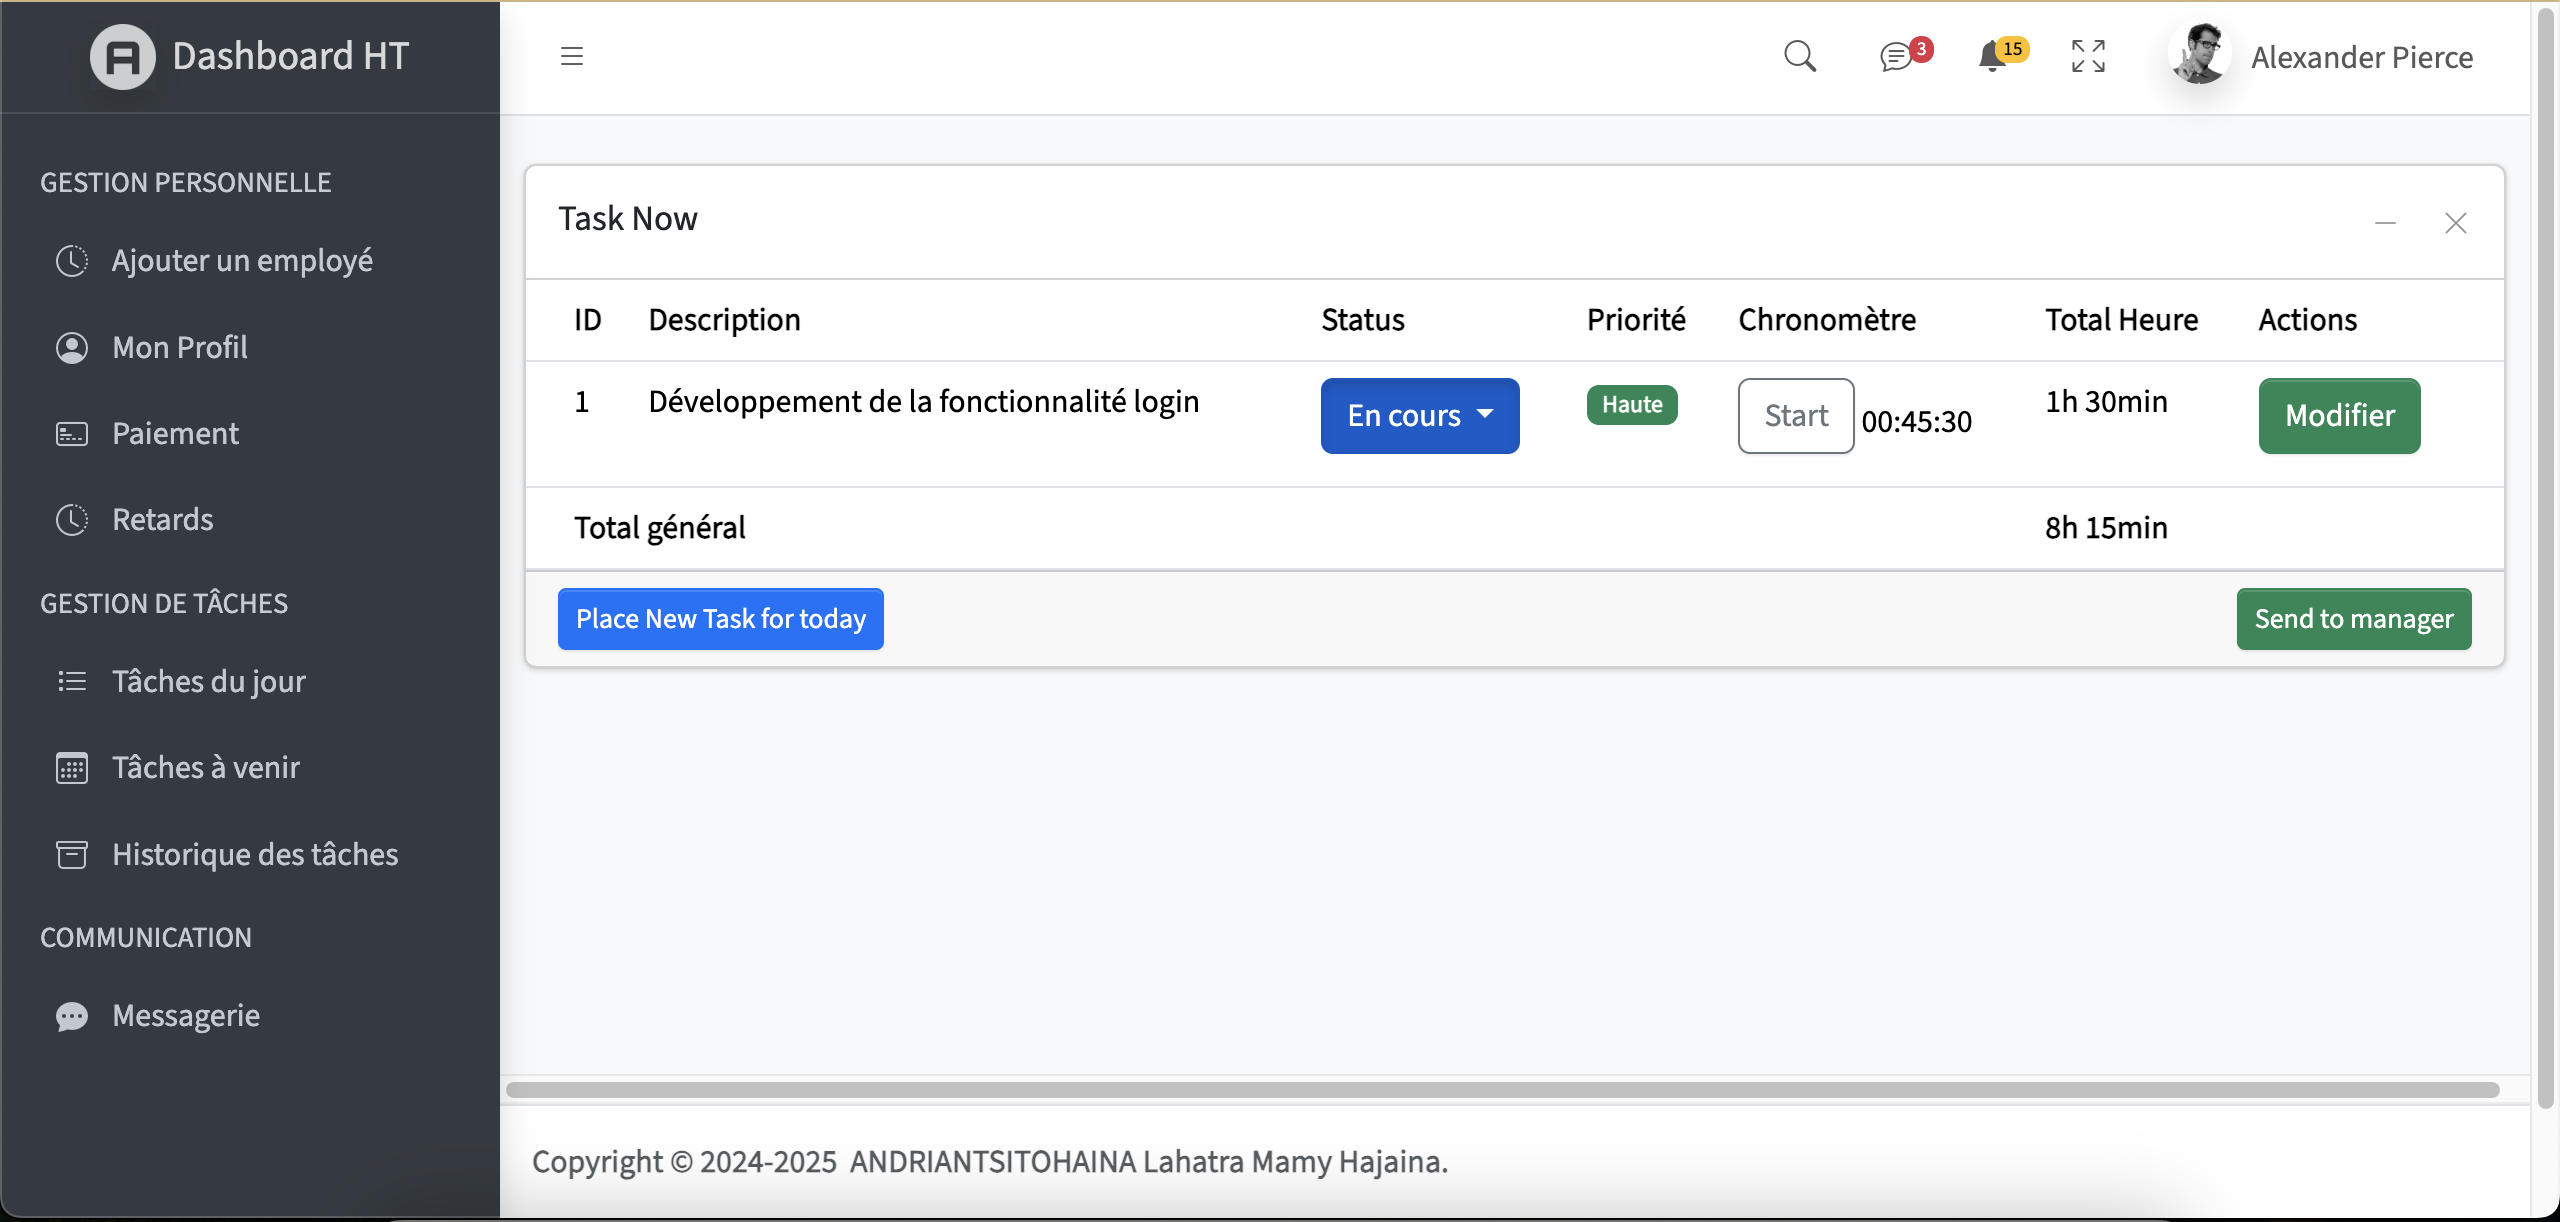 Dashboard HT
3
15
Alexander Pierce
GESTION PERSONNELLE
Ajouter un employé
Mon Profil
Paiement
Retards
GESTION DE TÂCHES
Tâches du jour
Tâches à venir
Historique des tâches
COMMUNICATION
Messagerie
Task Now
ID Description Status Priorité Chronomètre Total Heure Actions
1 Développement de la fonctionnalité login En cours Haute Start 00:45:30 1h 30min Modifier
Total général 8h 15min
Place New Task for today Send to manager
Copyright © 2024-2025 ANDRIANTSITOHAINA Lahatra Mamy Hajaina.